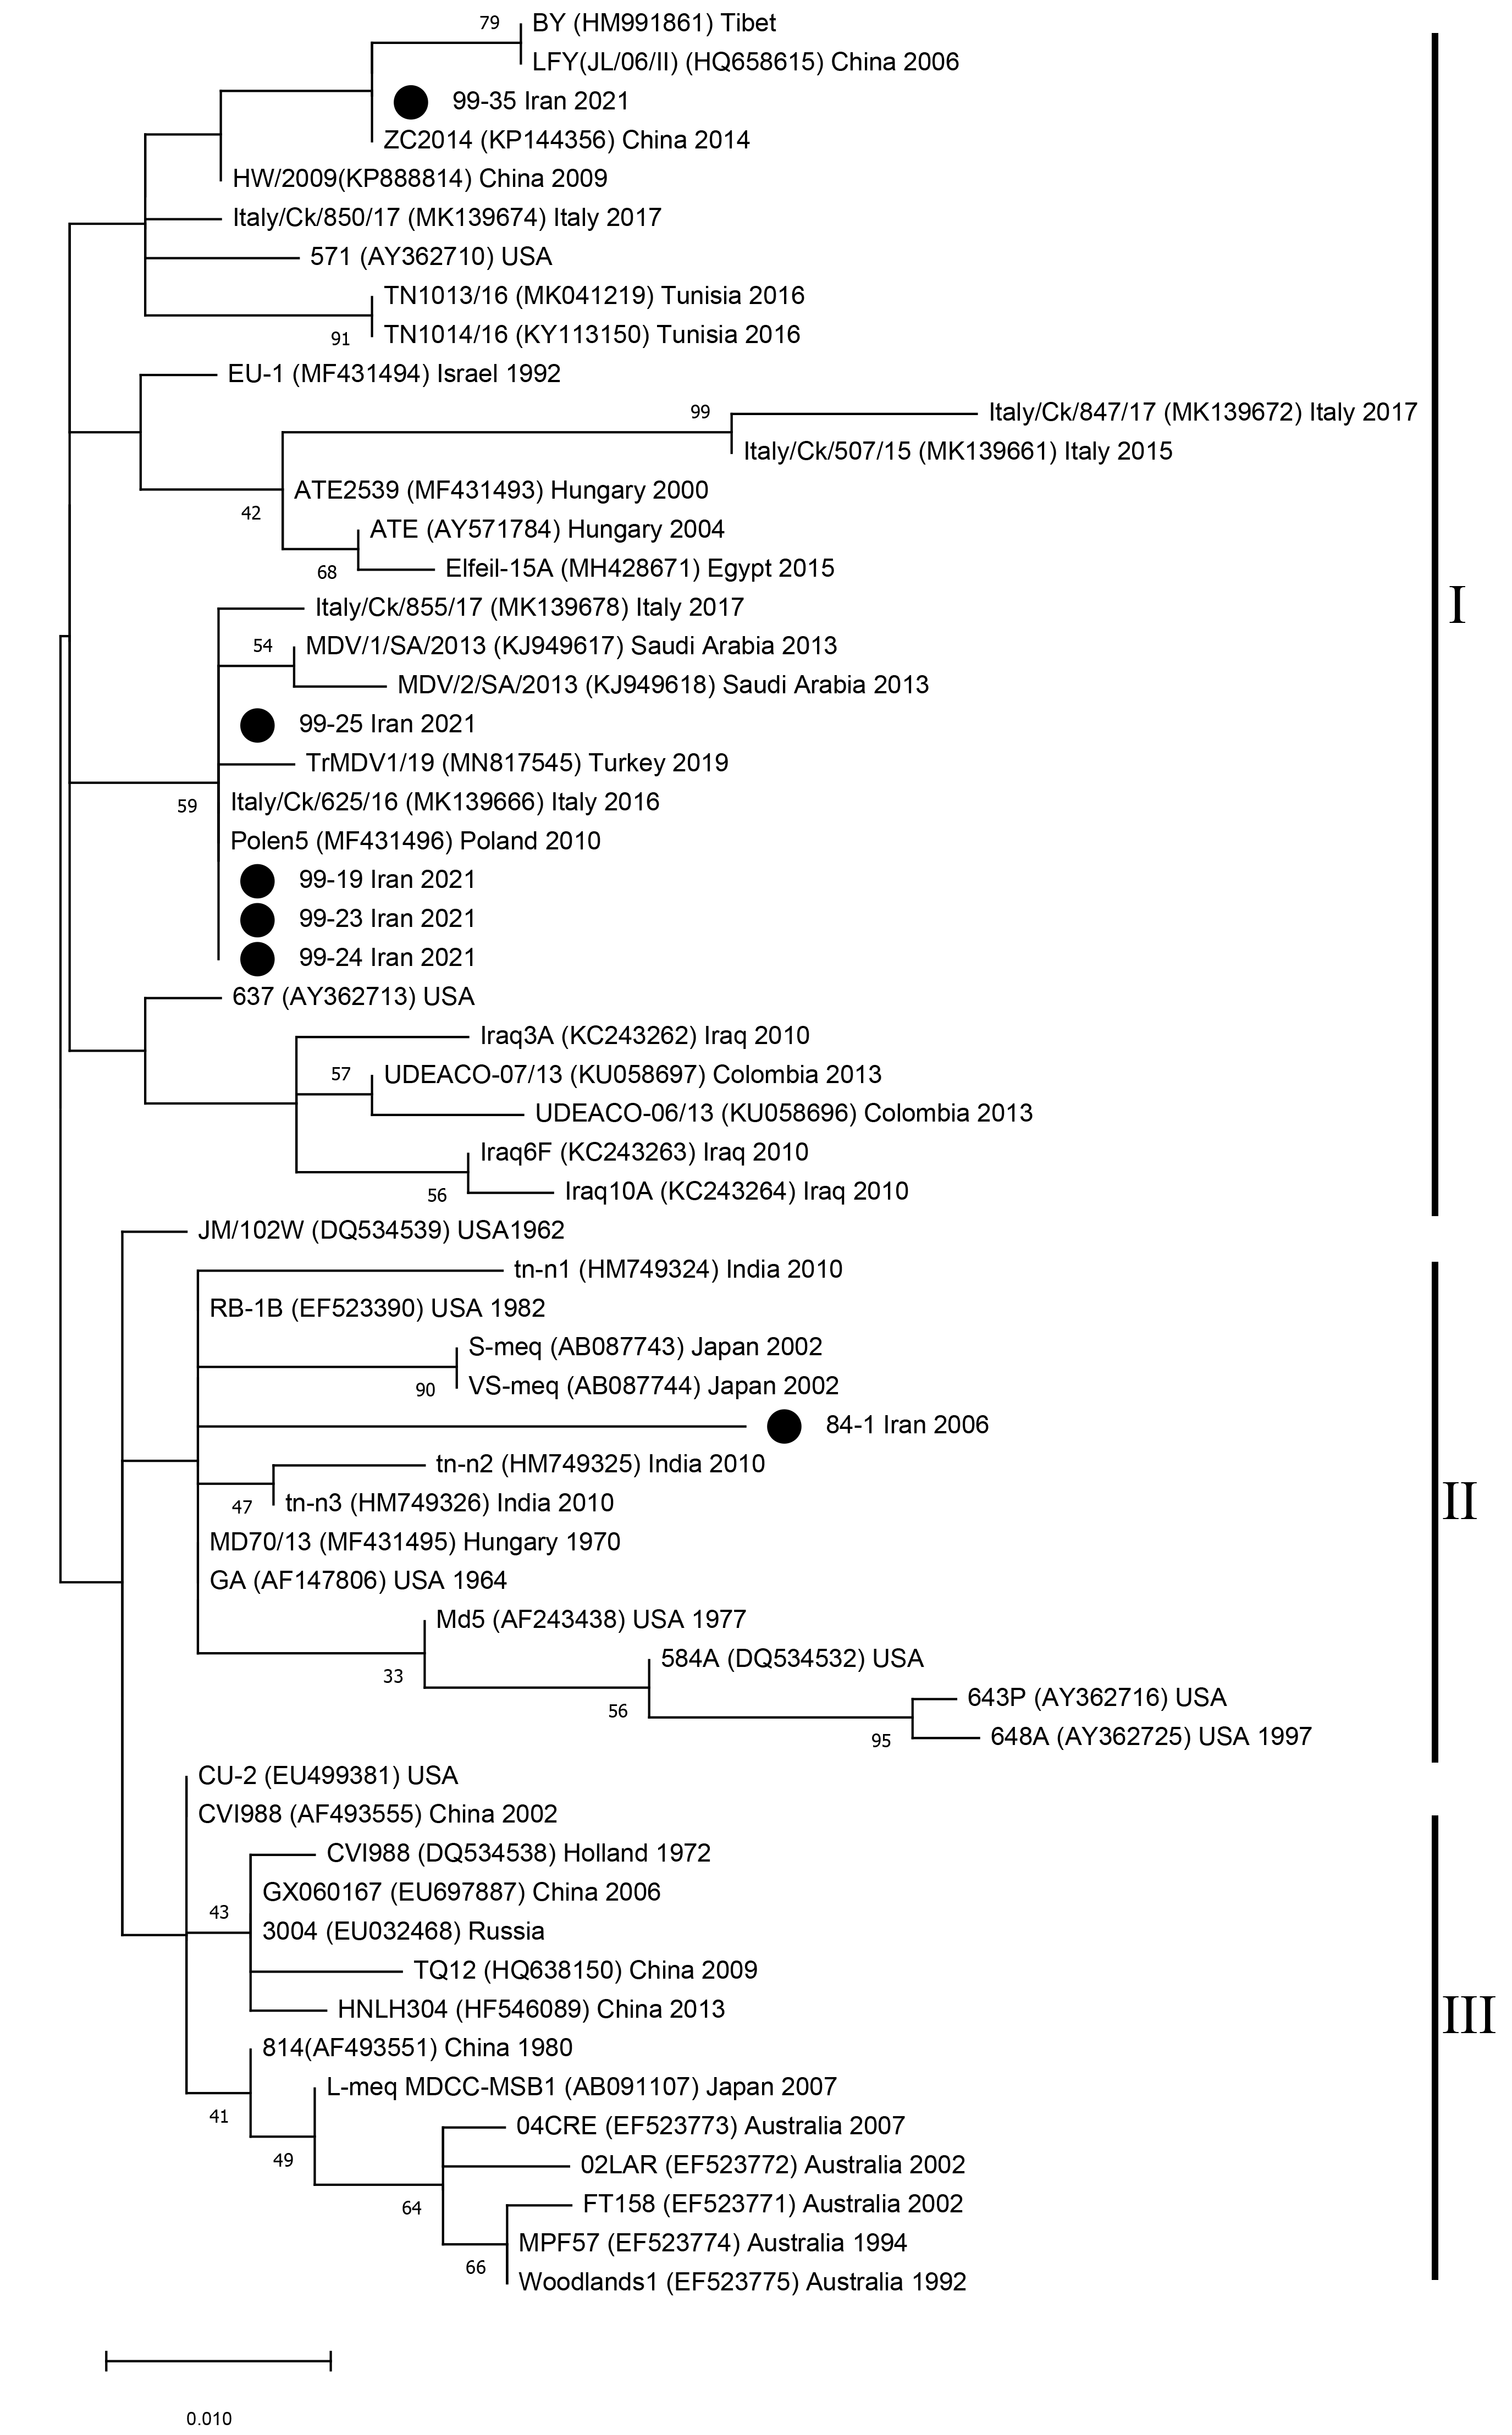 79
BY (HM991861) Tibet
LFY(JL/06/II) (HQ658615) China 2006
99-35 Iran 2021
ZC2014 (KP144356) China 2014
HW/2009(KP888814) China 2009
Italy/Ck/850/17 (MK139674) Italy 2017
571 (AY362710) USA
TN1013/16 (MK041219) Tunisia 2016
91
TN1014/16 (KY113150) Tunisia 2016
EU-1 (MF431494) Israel 1992
99
Italy/Ck/847/17 (MK139672) Italy 2017
Italy/Ck/507/15 (MK139661) Italy 2015
ATE2539 (MF431493) Hungary 2000
42
ATE (AY571784) Hungary 2004
68
Elfeil-15A (MH428671) Egypt 2015
I
Italy/Ck/855/17 (MK139678) Italy 2017
54
MDV/1/SA/2013 (KJ949617) Saudi Arabia 2013
MDV/2/SA/2013 (KJ949618) Saudi Arabia 2013
99-25 Iran 2021
TrMDV1/19 (MN817545) Turkey 2019
59
Italy/Ck/625/16 (MK139666) Italy 2016
Polen5 (MF431496) Poland 2010
99-19 Iran 2021
99-23 Iran 2021
99-24 Iran 2021
637 (AY362713) USA
Iraq3A (KC243262) Iraq 2010
57
UDEACO-07/13 (KU058697) Colombia 2013
UDEACO-06/13 (KU058696) Colombia 2013
Iraq6F (KC243263) Iraq 2010
56
Iraq10A (KC243264) Iraq 2010
JM/102W (DQ534539) USA1962
tn-n1 (HM749324) India 2010
RB-1B (EF523390) USA 1982
S-meq (AB087743) Japan 2002
90
VS-meq (AB087744) Japan 2002
84-1 Iran 2006
tn-n2 (HM749325) India 2010
47
tn-n3 (HM749326) India 2010
II
MD70/13 (MF431495) Hungary 1970
GA (AF147806) USA 1964
Md5 (AF243438) USA 1977
33
584A (DQ534532) USA
56
643P (AY362716) USA
95
648A (AY362725) USA 1997
CU-2 (EU499381) USA
CVI988 (AF493555) China 2002
CVI988 (DQ534538) Holland 1972
GX060167 (EU697887) China 2006
43
3004 (EU032468) Russia
TQ12 (HQ638150) China 2009
HNLH304 (HF546089) China 2013
III
814(AF493551) China 1980
L-meq MDCC-MSB1 (AB091107) Japan 2007
41
04CRE (EF523773) Australia 2007
49
02LAR (EF523772) Australia 2002
64
FT158 (EF523771) Australia 2002
MPF57 (EF523774) Australia 1994
66
Woodlands1 (EF523775) Australia 1992
0.010